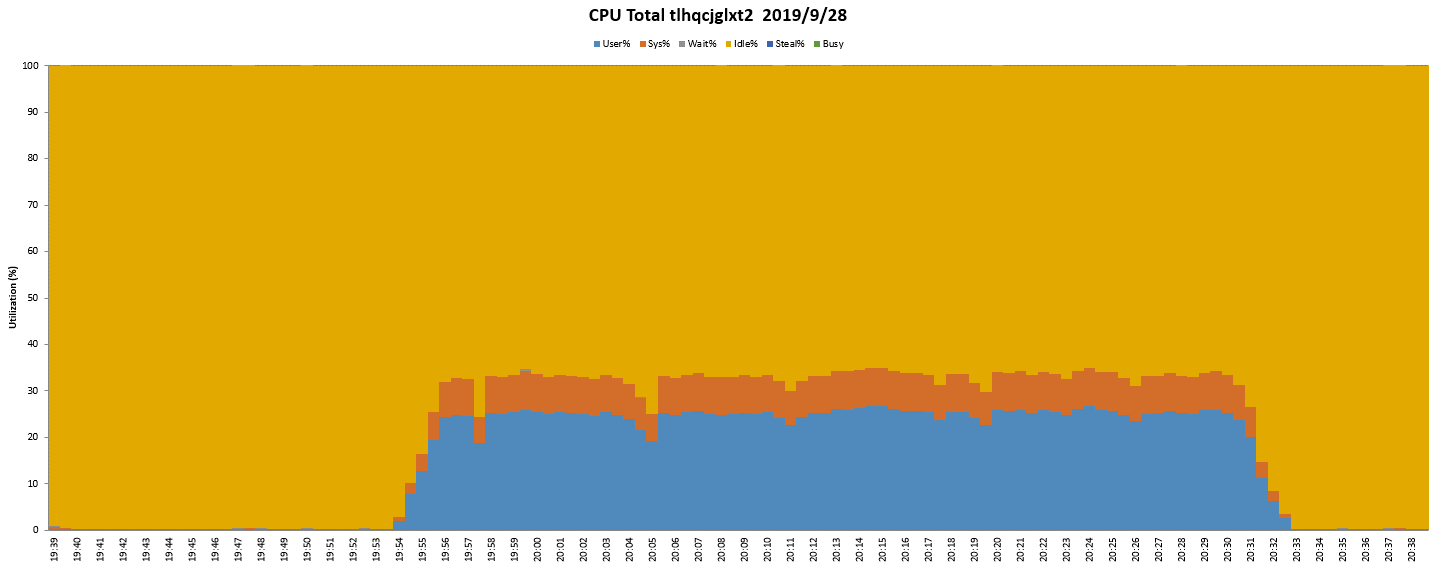 CPU Total tlhqcjglxt2 2019/9/28
User% Sys% Wait% Idle% Steal% Busy
100
90
80
70
60
50
40
30
20
10
0
Utilization (%)
19:39 19:40 19:41 19:42 19:43 19:44 19:45 19:46 19:47 19:48 19:49 19:50 19:51 19:52 19:53 19:54 19:55 19:56 19:57 19:58 19:59 20:00 20:01 20:02 20:03 20:04 20:05 20:06 20:07 20:08 20:09 20:10 20:11 20:12 20:13 20:14 20:15 20:16 20:17 20:18 20:19 20:20 20:21 20:22 20:23 20:24 20:25 20:26 20:27 20:28 20:29 20:30 20:31 20:32 20:33 20:34 20:35 20:36 20:37 20:38